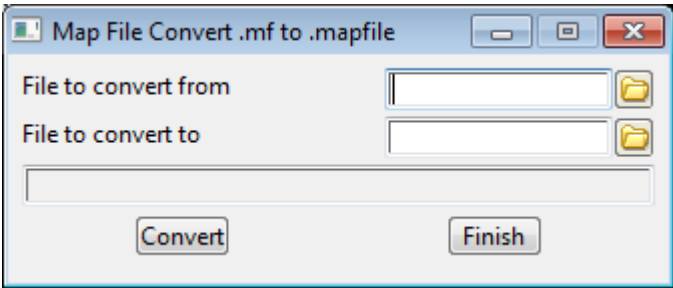 Map File Convert .mf to .mapfile
File to convert from
File to convert to
Convert Finish